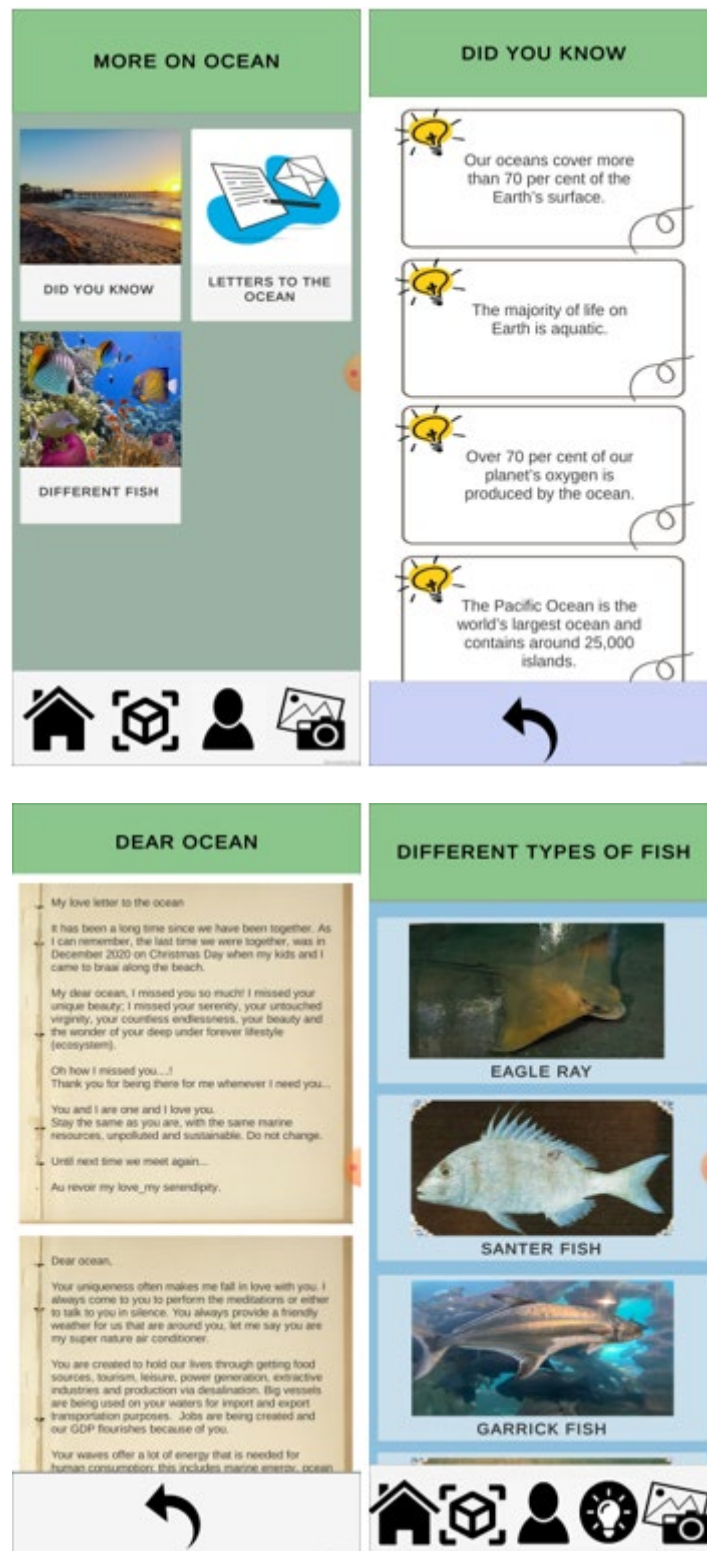 MORE ON OCEAN
DID YOU KNOW
LETTERS TO THE
OCEAN
DIFFERENT FISH
DID YOU KNOW
Our oceans cover more
than 70 per cent of the
Earth's surface.
The majority of life on
Earth is aquatic.
Over 70 per cent of our
planet's oxygen is
produced by the ocean.
The Pacific Ocean is the
world's largest ocean and
contains around 25,000
islands.
DEAR OCEAN
My love letter to the ocean
It has been a long time since we have been together. As
I can remember, the last time we were together, was in
December 2020 on Christmas Day when my kids and I
came to braai along the beach.
My dear ocean, I missed you so much! I missed your
unique beauty; I missed your serenity, your untouched
virginity, your countless endlessness, your beauty and
the wonder of your deep under forever lifestyle
(ecosystem).
Oh how I missed you....!
Thank you for being there for me whenever I need you...
You and I are one and I love you.
Stay the same as you are, with the same marine
resources, unpolluted and sustainable. Do not change.
Until next time we meet again...
Au revoir my love_my serendipity.
Dear ocean,
Your uniqueness often makes me fall in love with you. I
always come to you to perform the meditations or either
to talk to you in silence. You always provide a friendly
weather for us that are around you, let me say you are
my super nature air conditioner.
You are created to hold our lives through getting food
sources, tourism, leisure, power generation, extractive
industries and production via desalination. Big vessels
are being used on your waters for import and export
transportation purposes. Jobs are being created and
our GDP flourishes because of you.
Your waves offer a lot of energy that is needed for
human consumption; this includes marine energy, ocean
DIFFERENT TYPES OF FISH
EAGLE RAY
SANTER FISH
GARRICK FISH